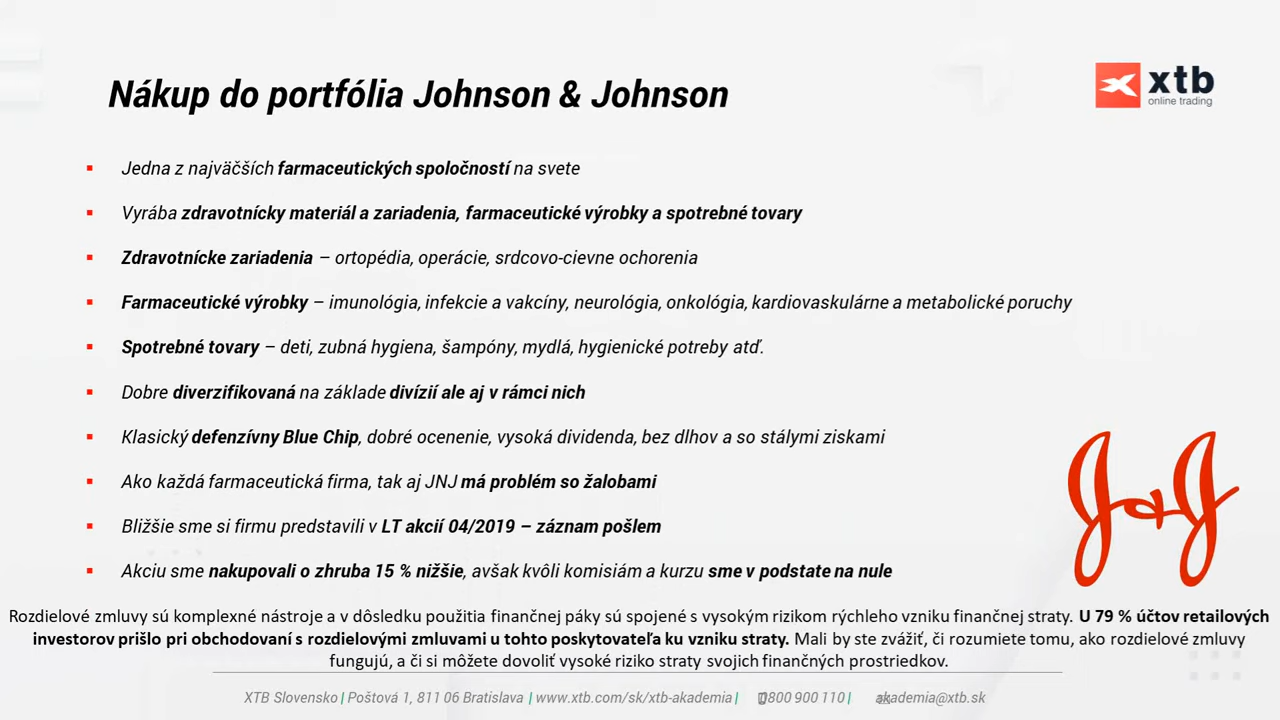 Nákup do portfólia Johnson & Johnson
xtb
online trading
Jedna z najväčších farmaceutických spoločností na svete
Vyrába zdravotnícky materiál a zariadenia, farmaceutické výrobky a spotrebné tovary
Zdravotnícke zariadenia – ortopédia, operácie, srdcovo-cievne ochorenia
Farmaceutické výrobky – imunológia, infekcie a vakcíny, neurológia, onkológia, kardiovaskulárne a metabolické poruchy
Spotrebné tovary – deti, zubná hygiena, šampóny, mydlá, hygienické potreby atď.
Dobre diverzifikovaná na základe divízií ale aj v rámci nich
Klasický defenzívny Blue Chip, dobré ocenenie, vysoká dividenda, bez dlhov a so stálymi ziskami
Ako každá farmaceutická firma, tak aj JNJ má problém so žalobami
Bližšie sme si firmu predstavili v LT akcií 04/2019 – záznam pošlem
Akciu sme nakupovali o zhruba 15 % nižšie, avšak kvôli komisiám a kurzu sme v podstate na nule
J&J
Rozdielové zmluvy sú komplexné nástroje a v dôsledku použitia finančnej páky sú spojené s vysokým rizikom rýchleho vzniku finančnej straty. U 79 % účtov retailových
investorov prišlo pri obchodovaní s rozdielovými zmluvami u tohto poskytovateľa ku vzniku straty. Mali by ste zvážiť, či rozumiete tomu, ako rozdielové zmluvy
fungujú, a či si môžete dovoliť vysoké riziko straty svojich finančných prostriedkov.
XTB Slovensko | Poštová 1, 811 06 Bratislava | www.xtb.com/sk/xtb-akademia | 0800 900 110 | akademia@xtb.sk